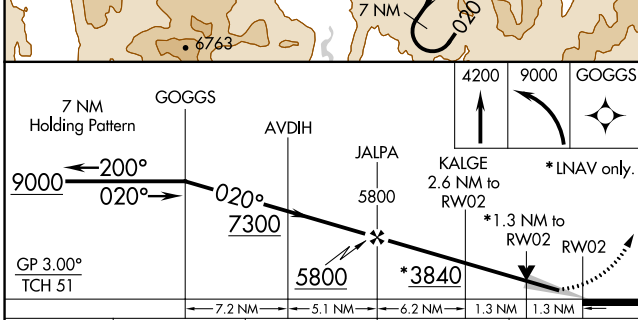 7 NM
020
6763
4200 9000 GOGGS
7 NM
Holding Pattern
GOGGS
AVDIH
JALPA
5800
KALGE
2.6 NM to
RW02
*LNAV only.
*1.3 NM to
RW02
RW02
200°
9000
020°
020°
7300
5800
*3840
GP 3.00°
TCH 51
7.2 NM 5.1 NM 6.2 NM 1.3 NM 1.3 NM